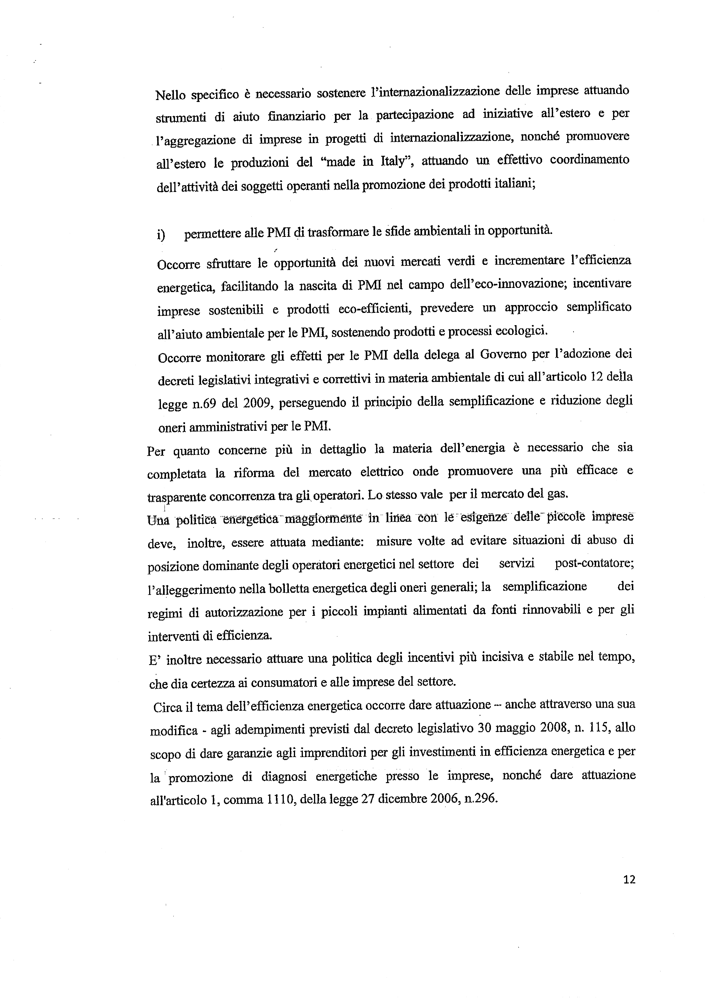 Nello specifico è necessario sostenere l'internazionalizzazione delle imprese attuando
strumenti di aiuto finanziario per la partecipazione ad iniziative all'estero e per
l'aggregazione di imprese in progetti di internazionalizzazione, nonché promuovere
all'estero le produzioni del “made in Italy”, attuando un effettivo coordinamento
dell'attività dei soggetti operanti nella promozione dei prodotti italiani;
i) permettere alle PMI di trasformare le sfide ambientali in opportunità.
Occorre sfruttare le opportunità dei nuovi mercati verdi e incrementare l'efficienza
energetica, facilitando la nascita di PMI nel campo dell'eco-innovazione; incentivare
imprese sostenibili e prodotti eco-efficienti, prevedere un approccio semplificato
all'aiuto ambientale per le PMI, sostenendo prodotti e processi ecologici.
Occorre monitorare gli effetti per le PMI della delega al Governo per l'adozione dei
decreti legislativi integrativi e correttivi in materia ambientale di cui all'articolo 12 della
legge n.69 del 2009, perseguendo il principio della semplificazione e riduzione degli
oneri amministrativi per le PMI.
Per quanto concerne più in dettaglio la materia dell'energia è necessario che sia
completata la riforma del mercato elettrico onde promuovere una più efficace e
trasparente concorrenza tra gli operatori. Lo stesso vale per il mercato del gas.
Una politica energetica maggiormente in linea con le esigenze delle piccole imprese
deve, inoltre, essere attuata mediante: misure volte ad evitare situazioni di abuso di
posizione dominante degli operatori energetici nel settore dei servizi post-contatore;
l'alleggerimento nella bolletta energetica degli oneri generali; la semplificazione dei
regimi di autorizzazione per i piccoli impianti alimentati da fonti rinnovabili e per gli
interventi di efficienza.
E' inoltre necessario attuare una politica degli incentivi più incisiva e stabile nel tempo,
che dia certezza ai consumatori e alle imprese del settore.
Circa il tema dell'efficienza energetica occorre dare attuazione – anche attraverso una sua
modifica - agli adempimenti previsti dal decreto legislativo 30 maggio 2008, n. 115, allo
scopo di dare garanzie agli imprenditori per gli investimenti in efficienza energetica e per
la promozione di diagnosi energetiche presso le imprese, nonché dare attuazione
all'articolo 1, comma 1110, della legge 27 dicembre 2006, n.296.
12